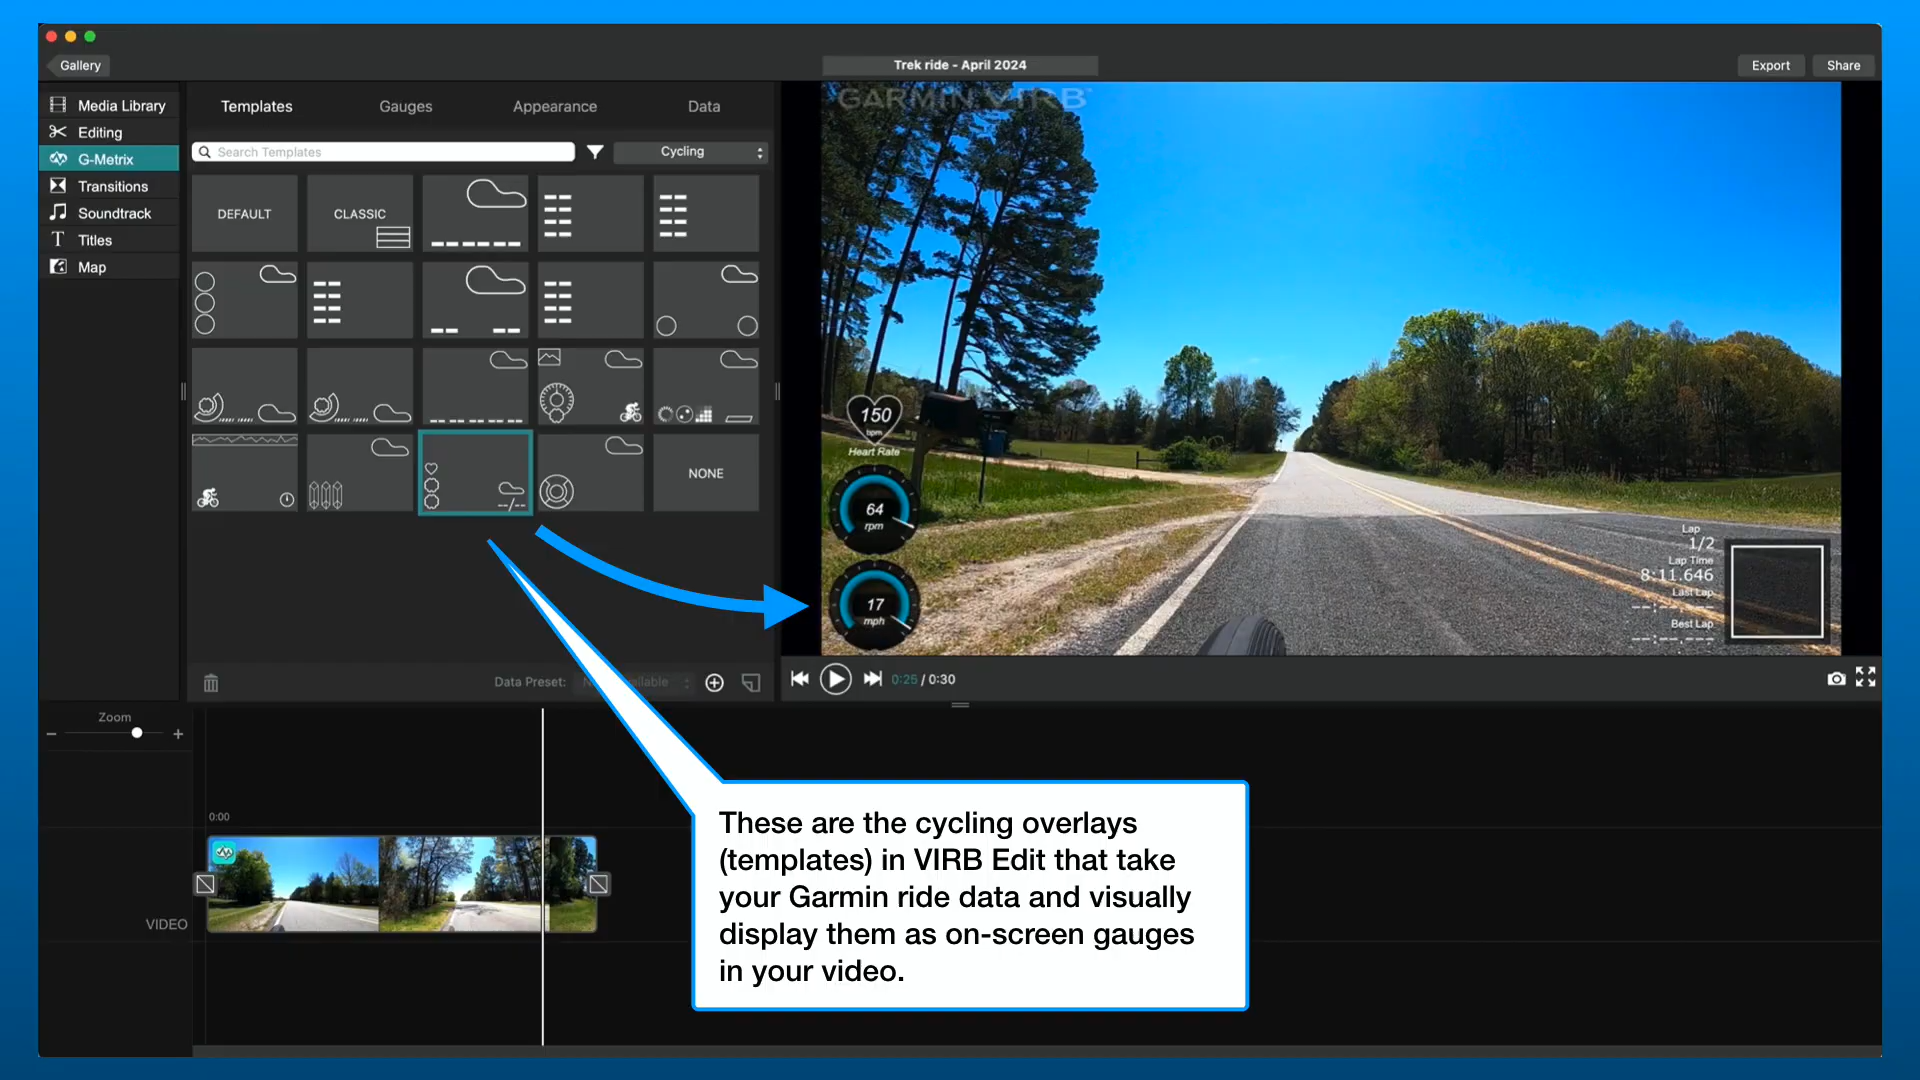 Gallery
Trek ride - April 2024
Export
Share
Media Library
Editing
G-Metrix
Transitions
Soundtrack
Titles
Map
Templates
Gauges
Appearance
Data
Search Templates
Cycling
DEFAULT
CLASSIC
NONE
Data Preset:
GARMIN VIRB
150
bpm
Heart Rate
64
rpm
17
mph
Lap
1/2
Lap Time
8:11.646
Last Lap
--:--.---
Best Lap
--:--.---
0:25 / 0:30
Zoom
0:00
VIDEO
These are the cycling overlays
(templates) in VIRB Edit that take
your Garmin ride data and visually
display them as on-screen gauges
in your video.